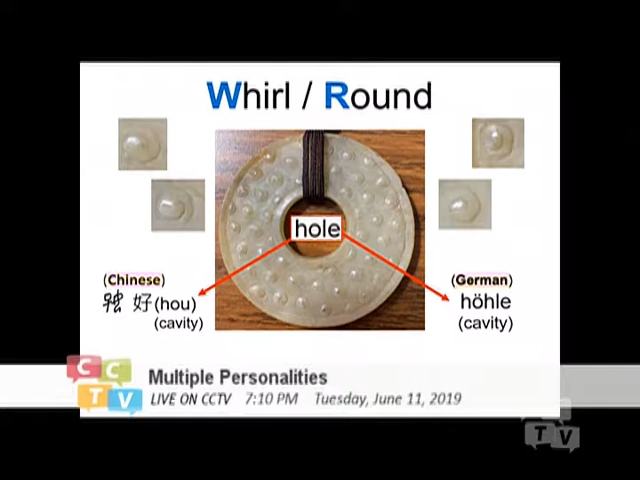 Whirl / Round
hole
(Chinese)
好(hou)
(cavity)
(German)
höhle
(cavity)
CCTV
Multiple Personalities
LIVE ON CCTV 7:10 PM Tuesday, June 11, 2019
TV